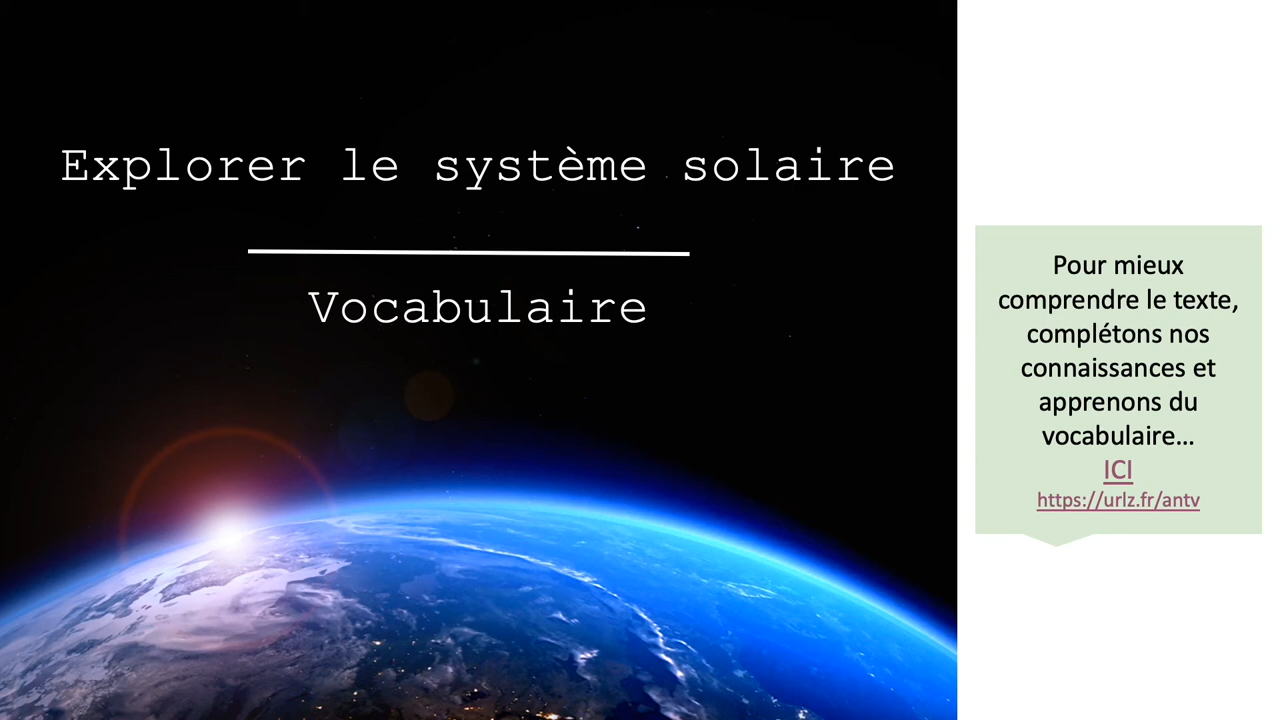 Explorer le système solaire
Vocabulaire
Pour mieux
comprendre le texte,
complétons nos
connaissances et
apprenons du
vocabulaire…
ICI
https://urlz.fr/antv